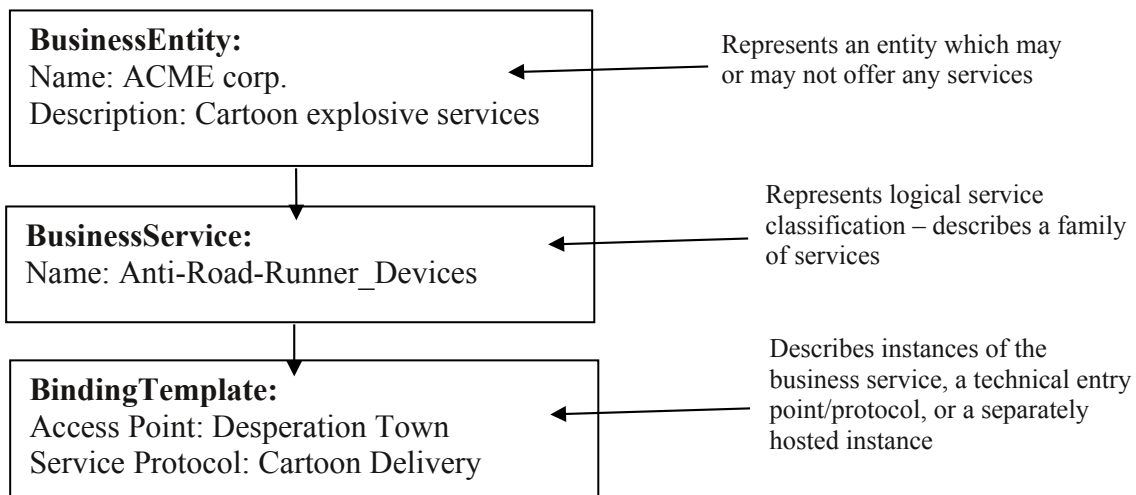 BusinessEntity:
Name: ACME corp.
Description: Cartoon explosive services
Represents an entity which may
or may not offer any services
BusinessService:
Name: Anti-Road-Runner_Devices
Represents logical service
classification – describes a family
of services
BindingTemplate:
Access Point: Desperation Town
Service Protocol: Cartoon Delivery
Describes instances of the
business service, a technical entry
point/protocol, or a separately
hosted instance